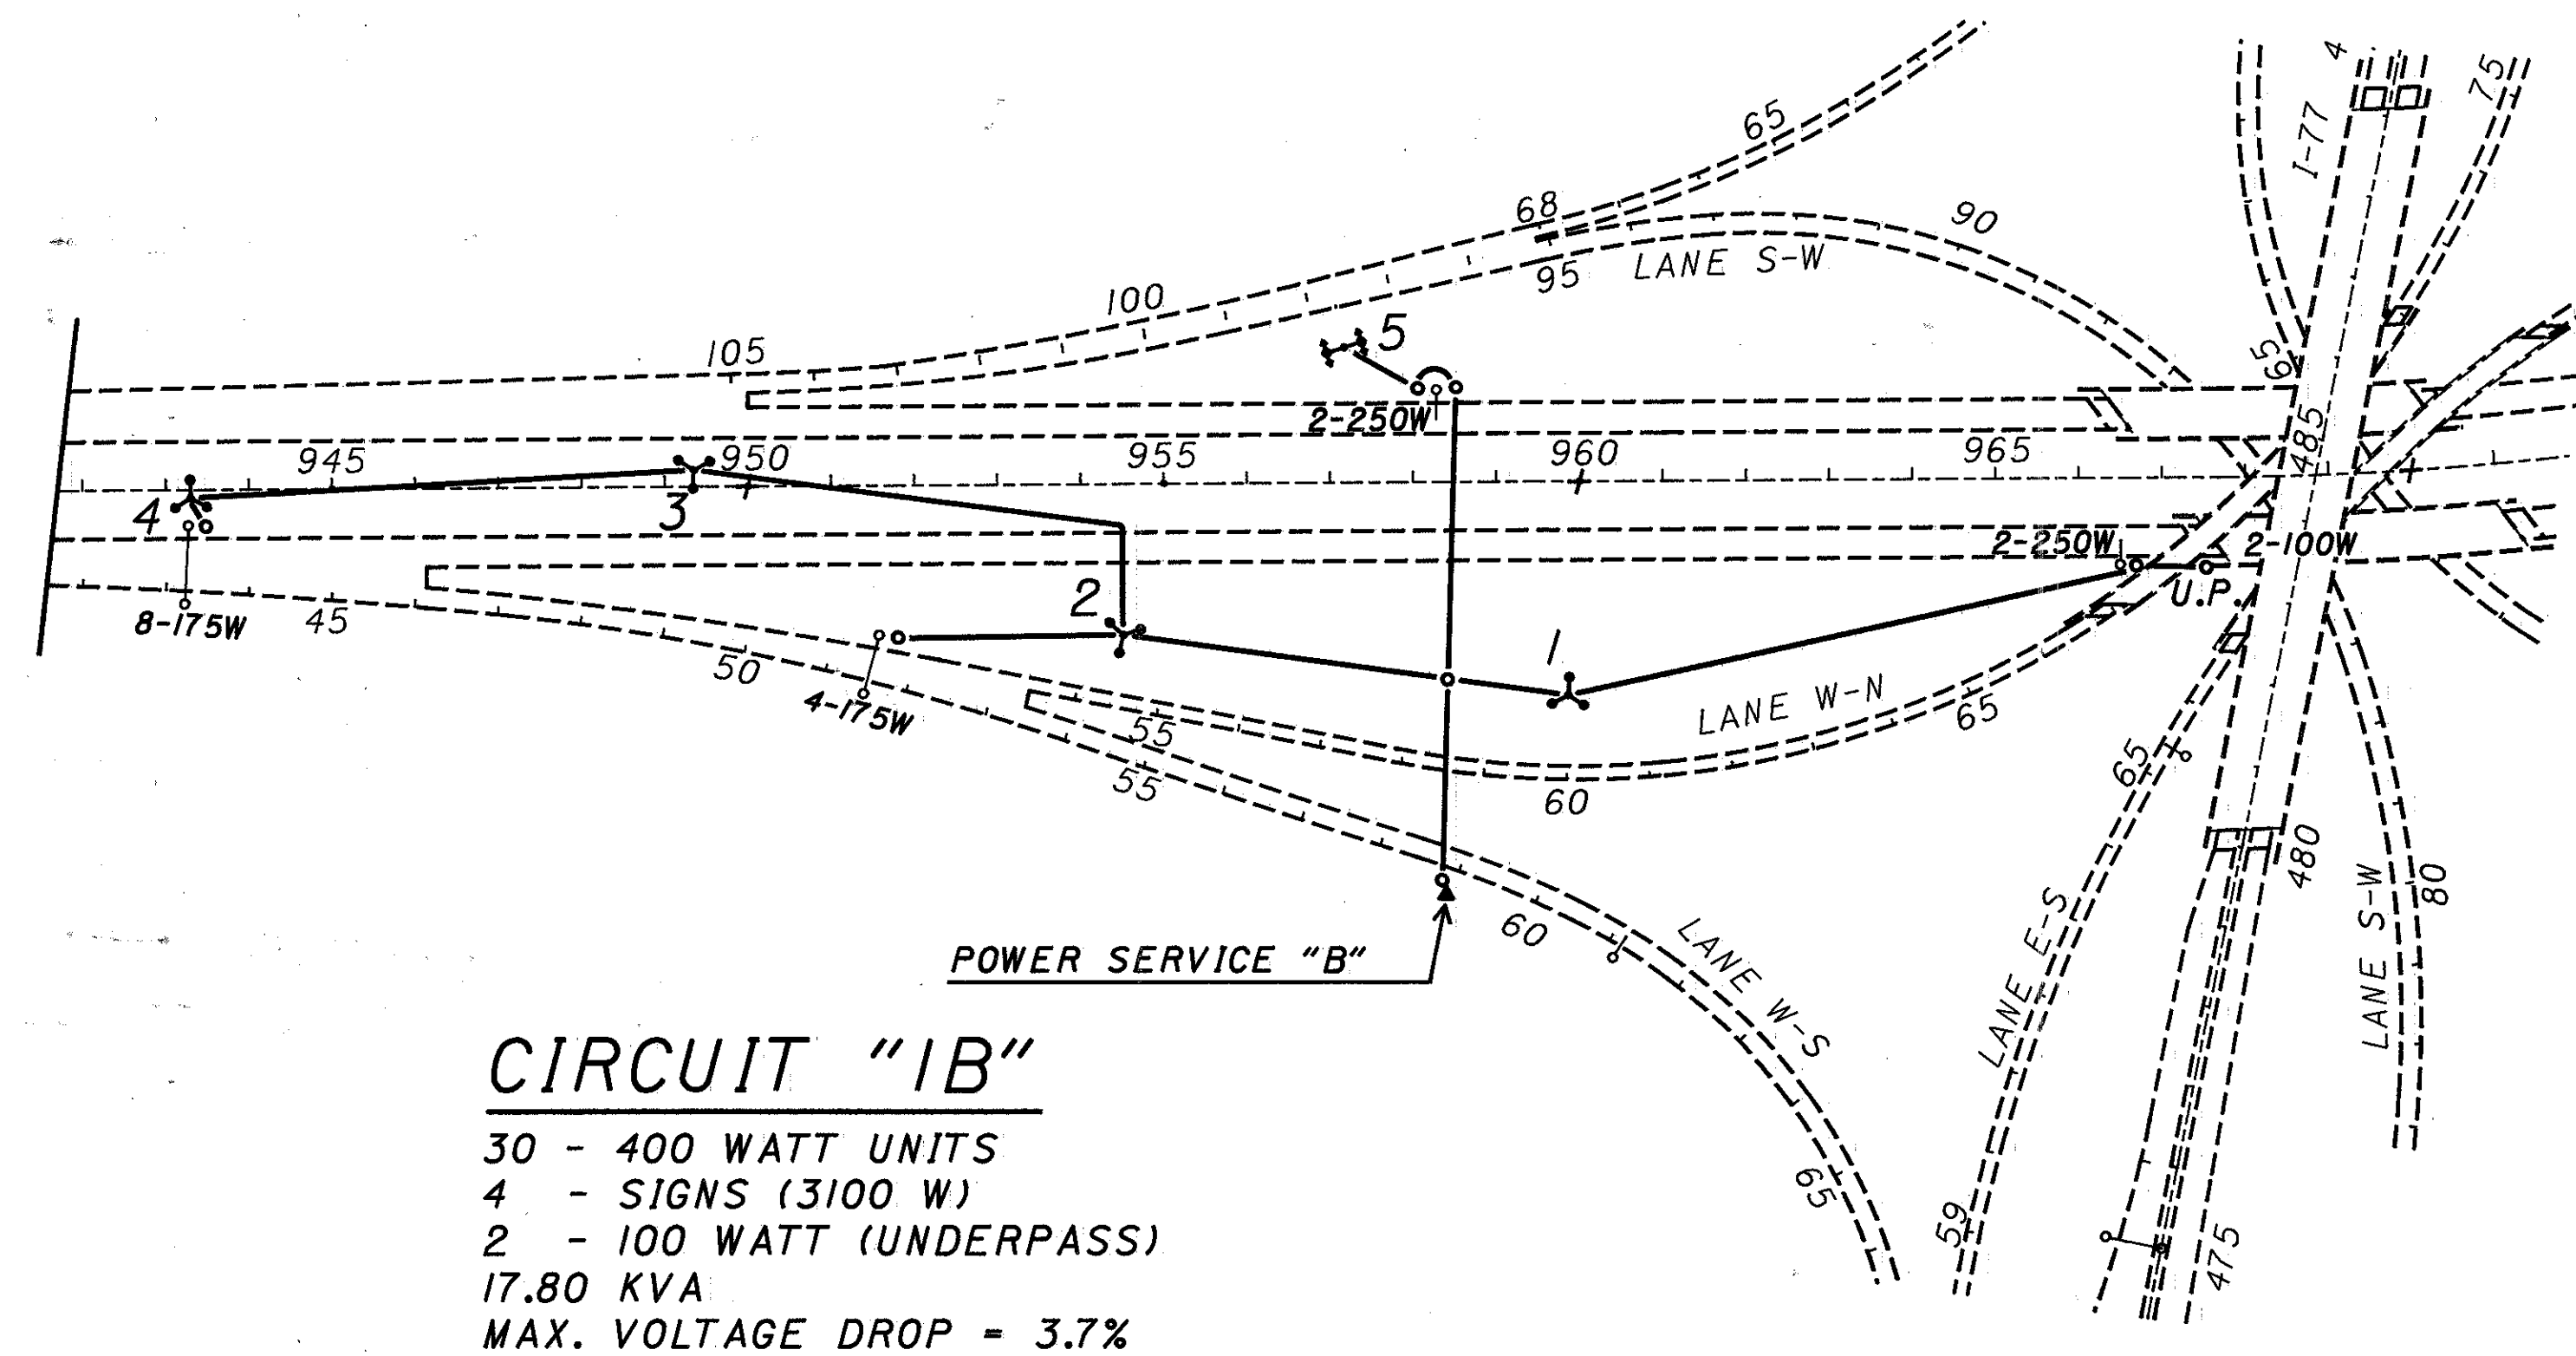 4
75
I-77
65
68
90
95
LANE S-W
100
105
5
65
2-250W
485
945
950
955
960
965
4
3
2-250W
2-100W
U.P.
8-175W
45
2
1
50
4-175W
LANE W-N
65
55
55
60
65
480
80
LANE S-W
LANE E-S
60
LANE W-S
POWER SERVICE "B"
65
59
475
CIRCUIT "1B"
30 - 400 WATT UNITS
4 - SIGNS (3100 W)
2 - 100 WATT (UNDERPASS)
17.80 KVA
MAX. VOLTAGE DROP = 3.7%